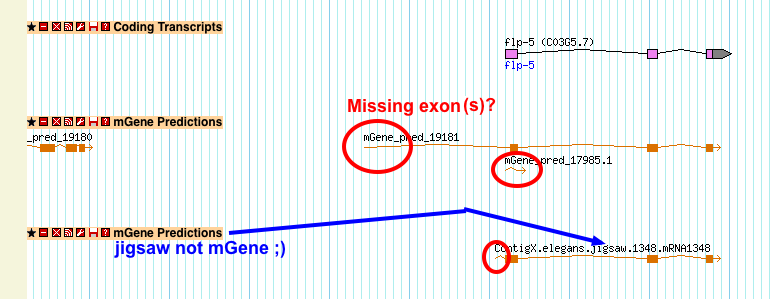 Coding Transcripts
flp-5 (C03G5.7)
flp-5
Missing exon(s)?
mGene Predictions
_pred_19180
mGene_pred_19181
mGene_pred_17985.1
mGene Predictions
jigsaw not mGene ;)
ContigX.elegans.jigsaw.1348.mRNA1348